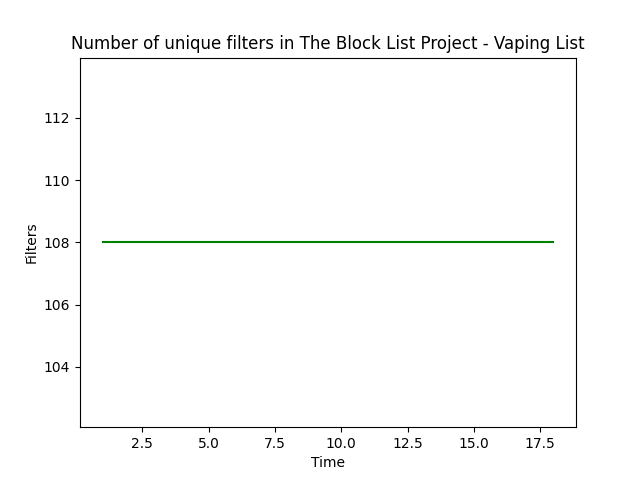 Number of unique filters in The Block List Project - Vaping List
112
110
108
106
104
Filters
2.5 5.0 7.5 10.0 12.5 15.0 17.5
Time